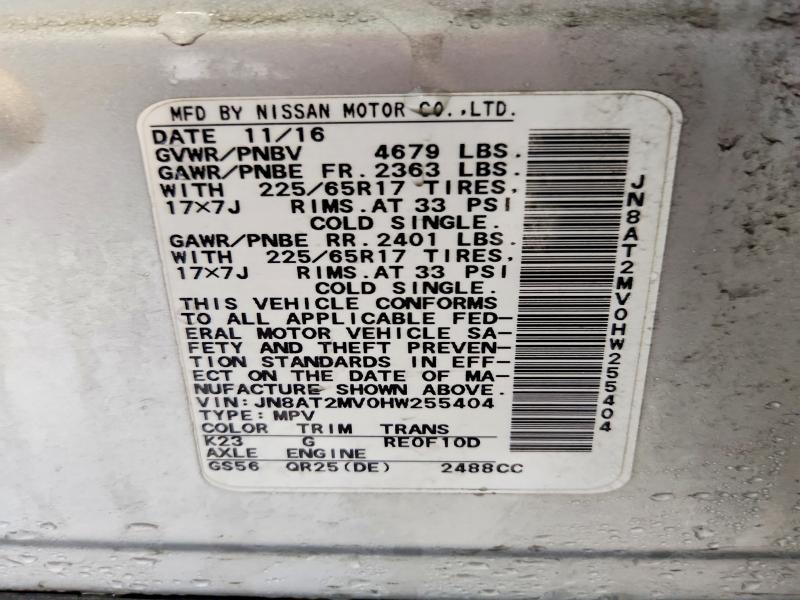 MFD BY NISSAN MOTOR CO.,LTD.
DATE 11/16
GVWR/PNBV 4679 LBS.
GAWR/PNBE FR. 2363 LBS.
WITH 225/65R17 TIRES,
17×7J RIMS.AT 33 PSI
COLD SINGLE.
GAWR/PNBE RR. 2401 LBS.
WITH 225/65R17 TIRES,
17×7J RIMS.AT 33 PSI
COLD SINGLE.
THIS VEHICLE CONFORMS
TO ALL APPLICABLE FED-
ERAL MOTOR VEHICLE SA-
FETY AND THEFT PREVEN-
TION STANDARDS IN EFF-
ECT ON THE DATE OF MA-
NUFACTURE SHOWN ABOVE.
VIN:JN8AT2MV0HW255404
TYPE:MPV
COLOR TRIM TRANS
K23 G RE0F10D
AXLE ENGINE
GS56 QR25(DE) 2488CC
JN8AT2MV0HW255404